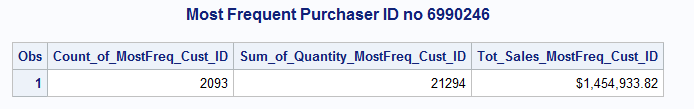 Most Frequent Purchaser ID no 6990246
Obs Count_of_MostFreq_Cust_ID Sum_of_Quantity_MostFreq_Cust_ID Tot_Sales_MostFreq_Cust_ID
1 2093 21294 $1,454,933.82